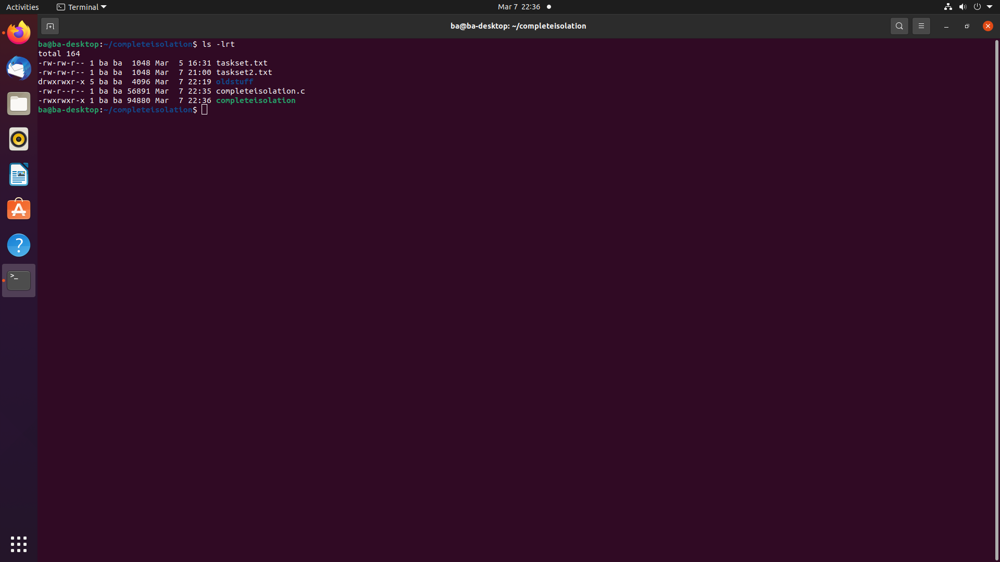 Activities Terminal Mar 7 22:36
ba@ba-desktop: ~/completeisolation
ba@ba-desktop:~/completeisolation$ ls -lrt
total 164
-rw-rw-r-- 1 ba ba  1048 Mar  5 16:31 taskset.txt
-rw-rw-r-- 1 ba ba  1048 Mar  7 21:00 taskset2.txt
drwxrwxr-x 5 ba ba  4096 Mar  7 22:19 oldstuff
-rw-r--r-- 1 ba ba 56891 Mar  7 22:35 completeisolation.c
-rwxrwxr-x 1 ba ba 94880 Mar  7 22:36 completeisolation
ba@ba-desktop:~/completeisolation$